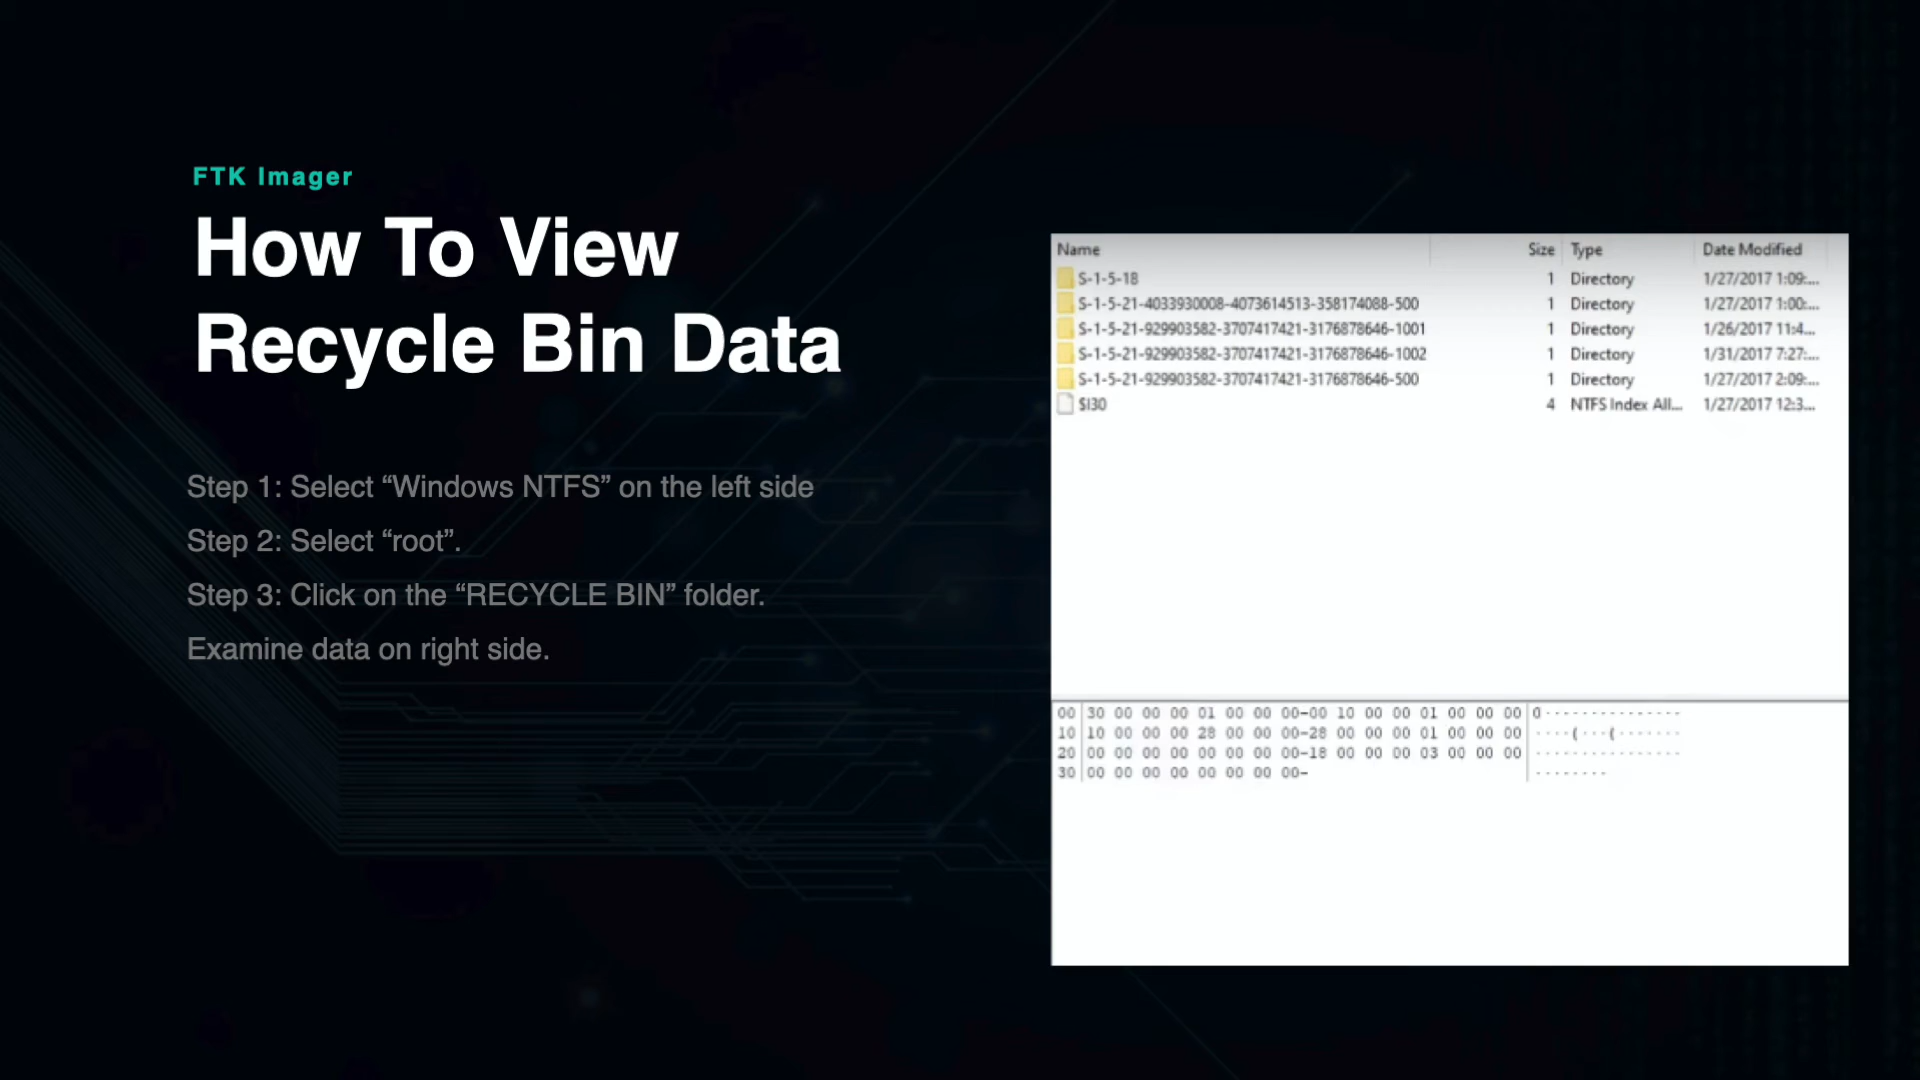 FTK Imager
How To View
Recycle Bin Data
Step 1: Select “Windows NTFS” on the left side
Step 2: Select “root”.
Step 3: Click on the “RECYCLE BIN” folder.
Examine data on right side.
Name Size Type Date Modified
S-1-5-18 1 Directory 1/27/2017 1:09:...
S-1-5-21-4033930008-4073614513-358174088-500 1 Directory 1/27/2017 1:00:...
S-1-5-21-929903582-3707417421-3176878646-1001 1 Directory 1/26/2017 11:4...
S-1-5-21-929903582-3707417421-3176878646-1002 1 Directory 1/31/2017 7:27:...
S-1-5-21-929903582-3707417421-3176878646-500 1 Directory 1/27/2017 2:09:...
$I30 4 NTFS Index All... 1/27/2017 12:3...
00 30 00 00 00 01 00 00 00-00 10 00 00 01 00 00 00 0···············
10 10 00 00 00 28 00 00 00-28 00 00 00 01 00 00 00 ····(···(·······
20 00 00 00 00 00 00 00 00-18 00 00 00 03 00 00 00 ················
30 00 00 00 00 00 00 00 00- ········